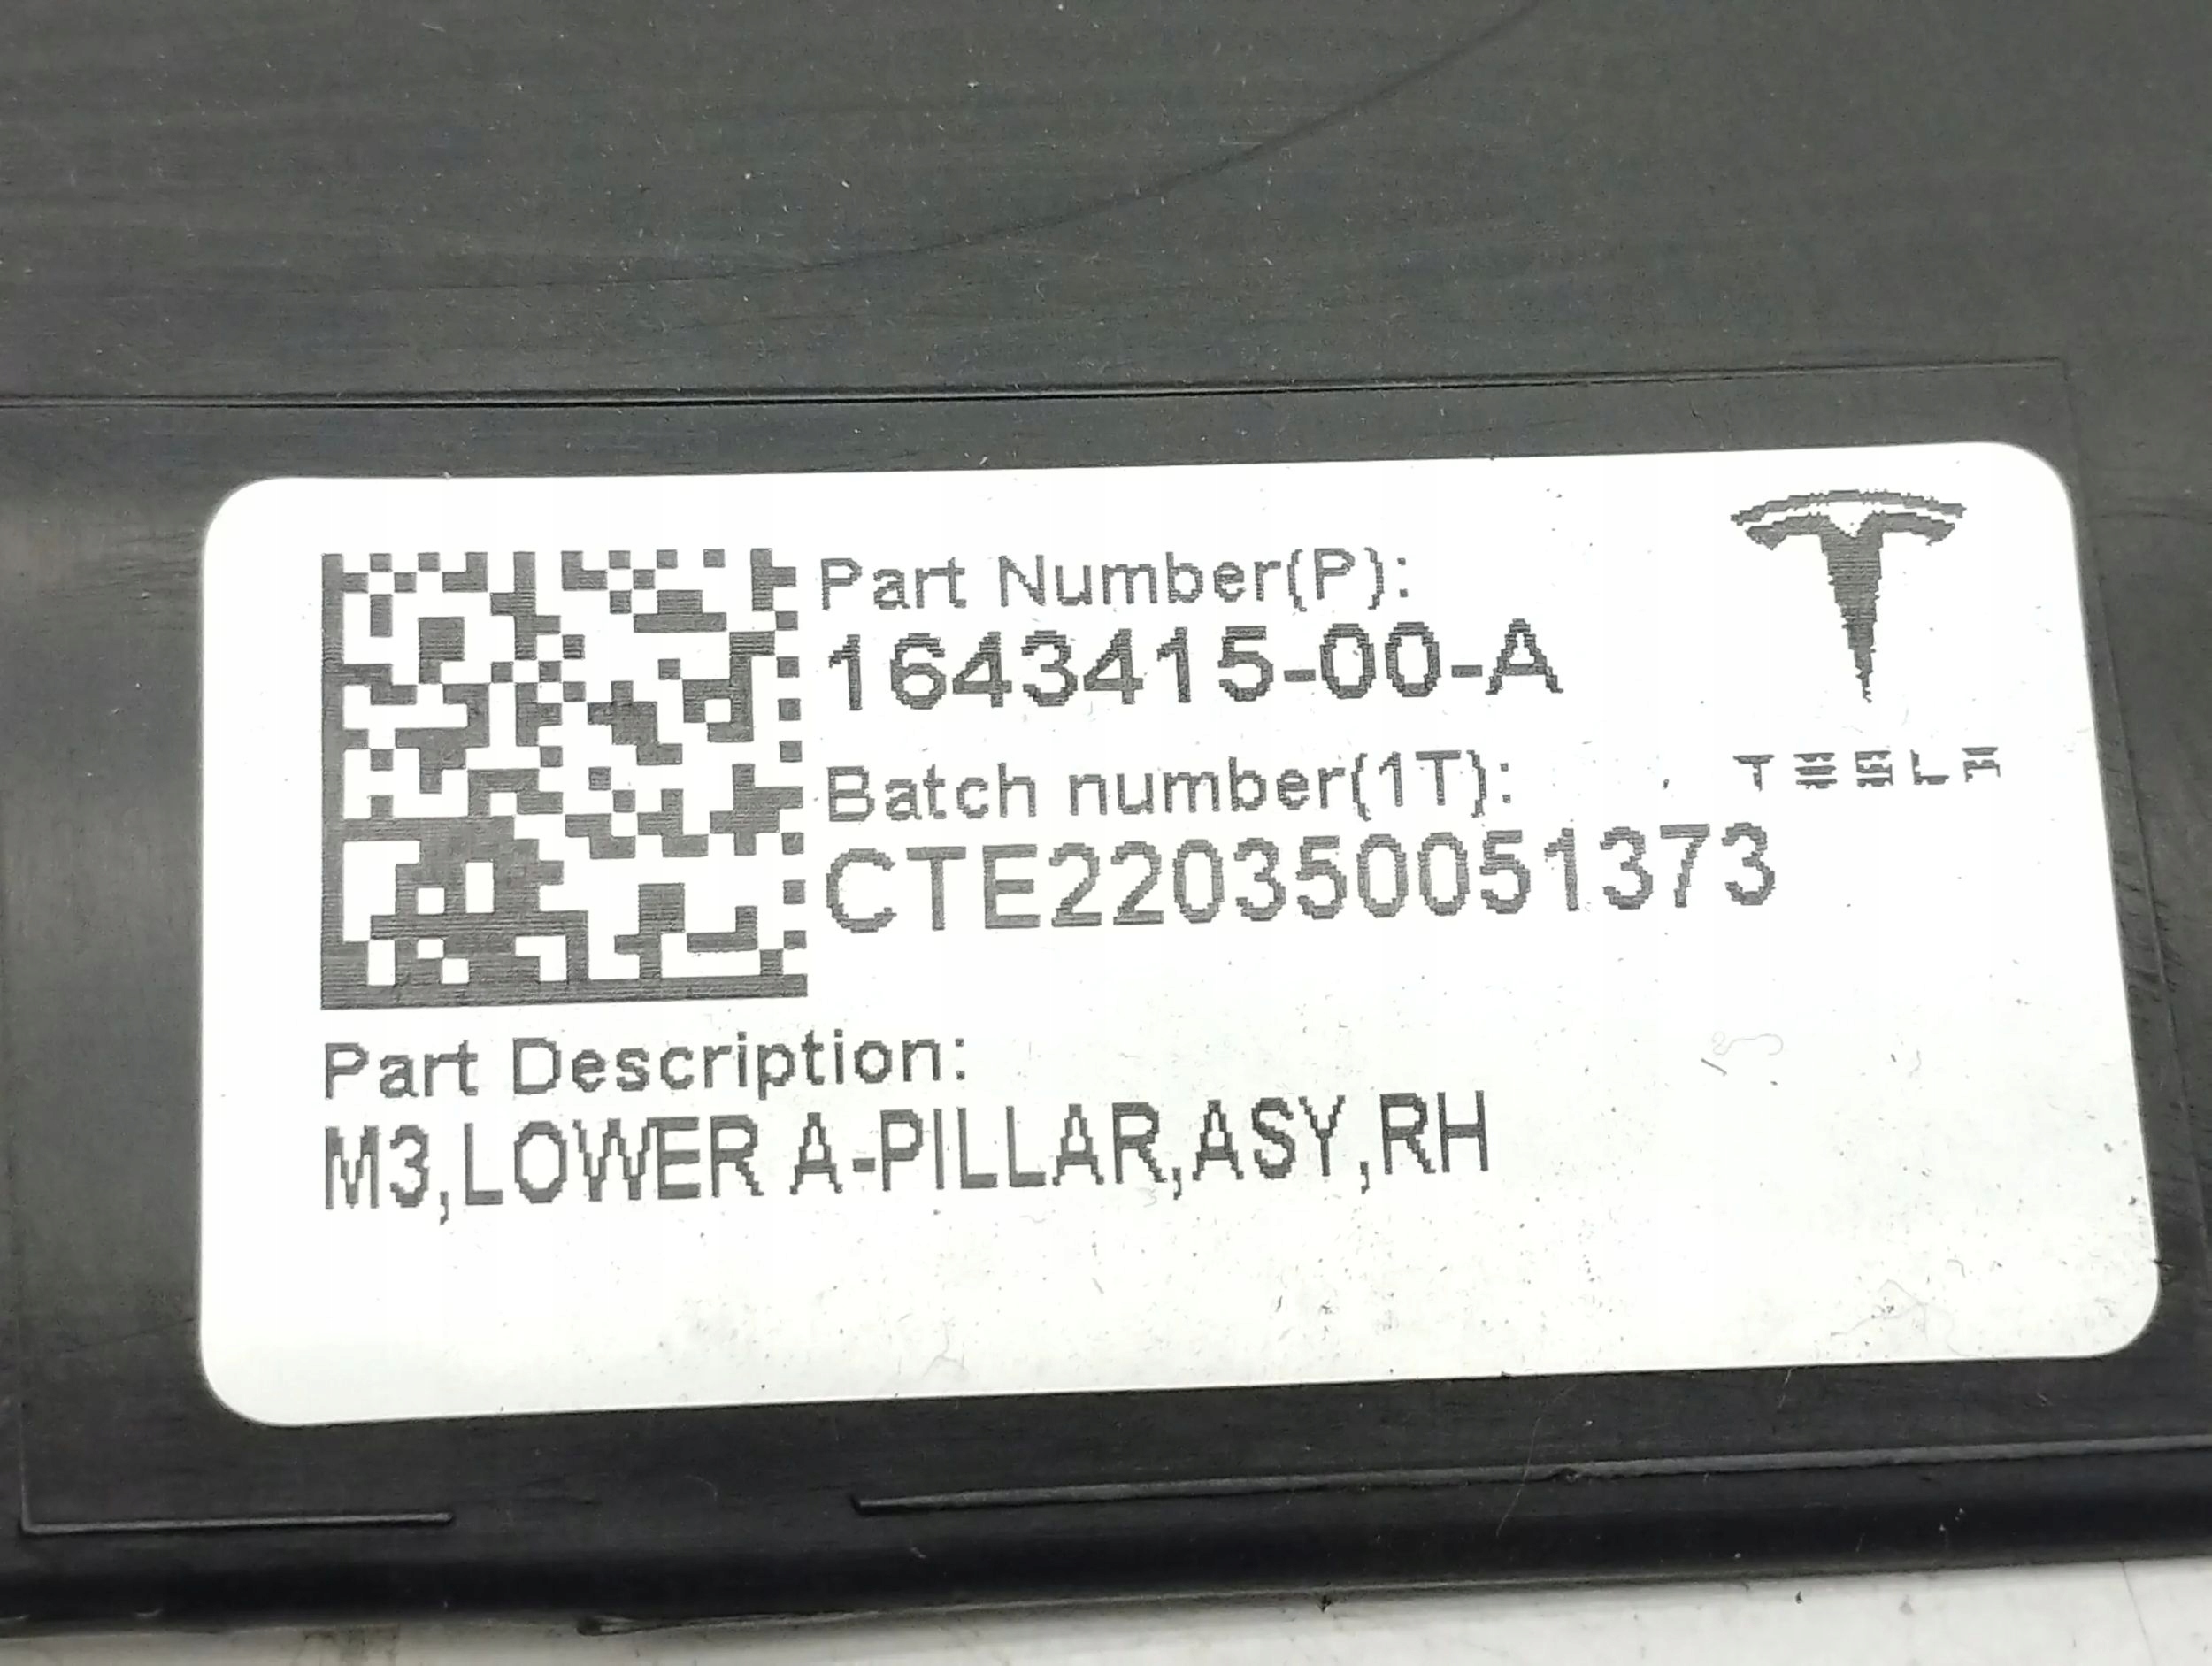 Part Number(P):
1643415-00-A
Batch number(1T):
TESLA
CTE220350051373
Part Description:
M3,LOWER A-PILLAR,ASY,RH